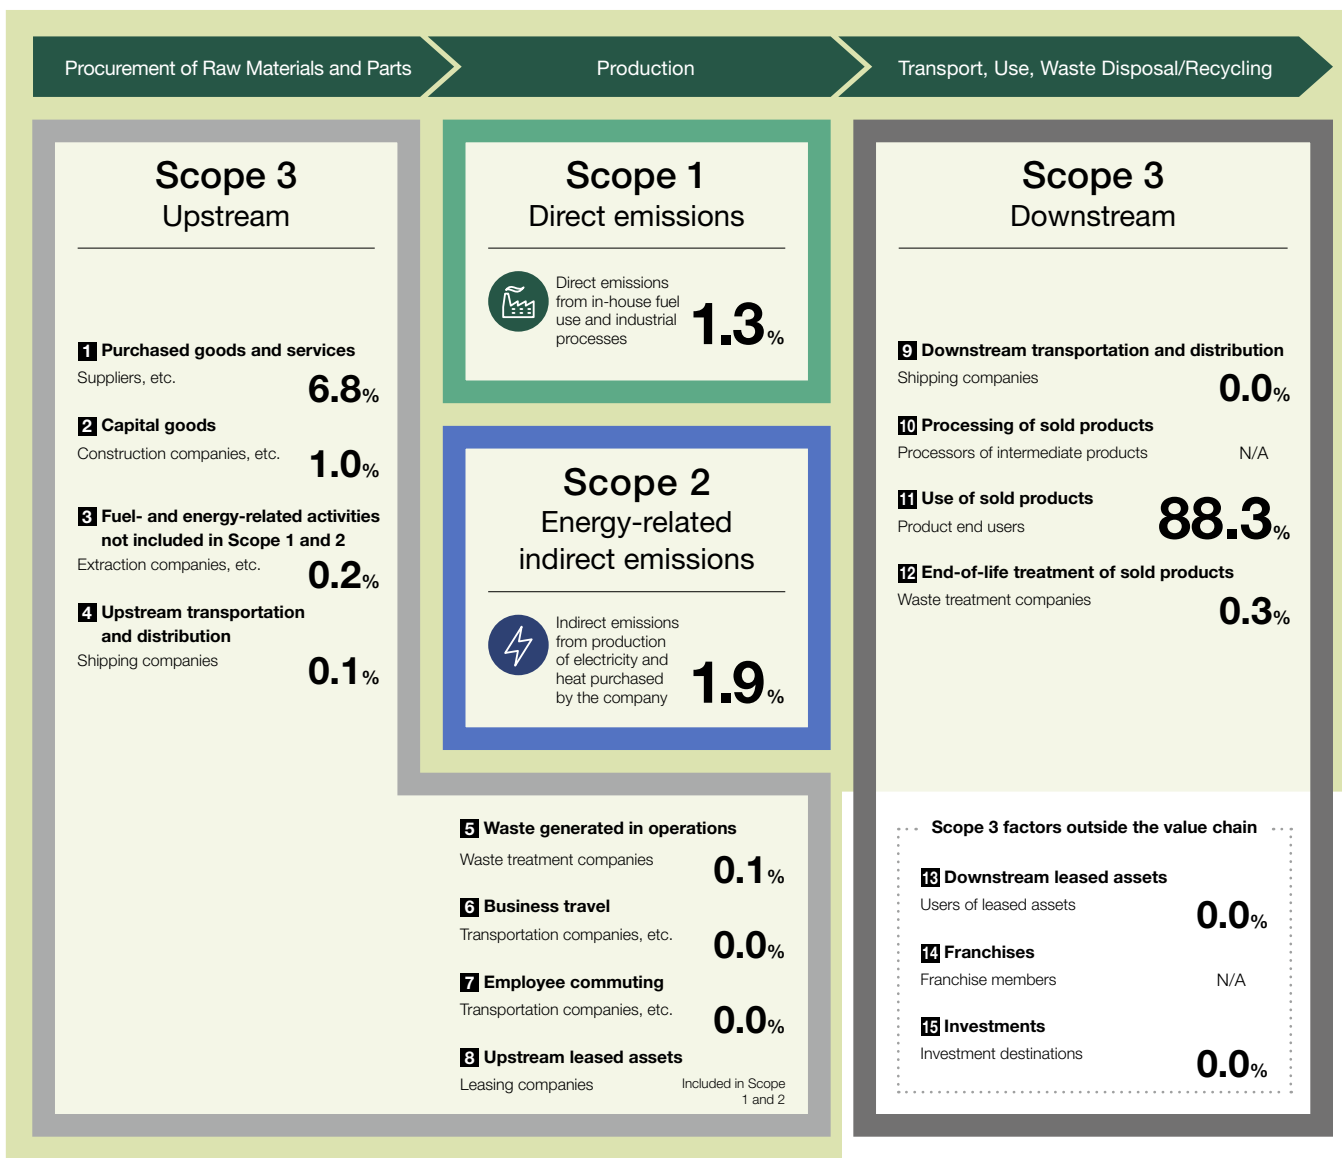 Procurement of Raw Materials and Parts
Production
Transport, Use, Waste Disposal/Recycling
Scope 3
Upstream
1 Purchased goods and services
Suppliers, etc.
6.8%
2 Capital goods
Construction companies, etc.
1.0%
3 Fuel- and energy-related activities
not included in Scope 1 and 2
Extraction companies, etc.
0.2%
4 Upstream transportation
and distribution
Shipping companies
0.1%
Scope 1
Direct emissions
Direct emissions
from in-house fuel
use and industrial
processes
1.3%
Scope 2
Energy-related
indirect emissions
Indirect emissions
from production
of electricity and
heat purchased
by the company
1.9%
5 Waste generated in operations
Waste treatment companies
0.1%
6 Business travel
Transportation companies, etc.
0.0%
7 Employee commuting
Transportation companies, etc.
0.0%
8 Upstream leased assets
Leasing companies
Included in Scope
1 and 2
Scope 3
Downstream
9 Downstream transportation and distribution
Shipping companies
0.0%
10 Processing of sold products
Processors of intermediate products
N/A
11 Use of sold products
Product end users
88.3%
12 End-of-life treatment of sold products
Waste treatment companies
0.3%
Scope 3 factors outside the value chain
13 Downstream leased assets
Users of leased assets
0.0%
14 Franchises
Franchise members
N/A
15 Investments
Investment destinations
0.0%